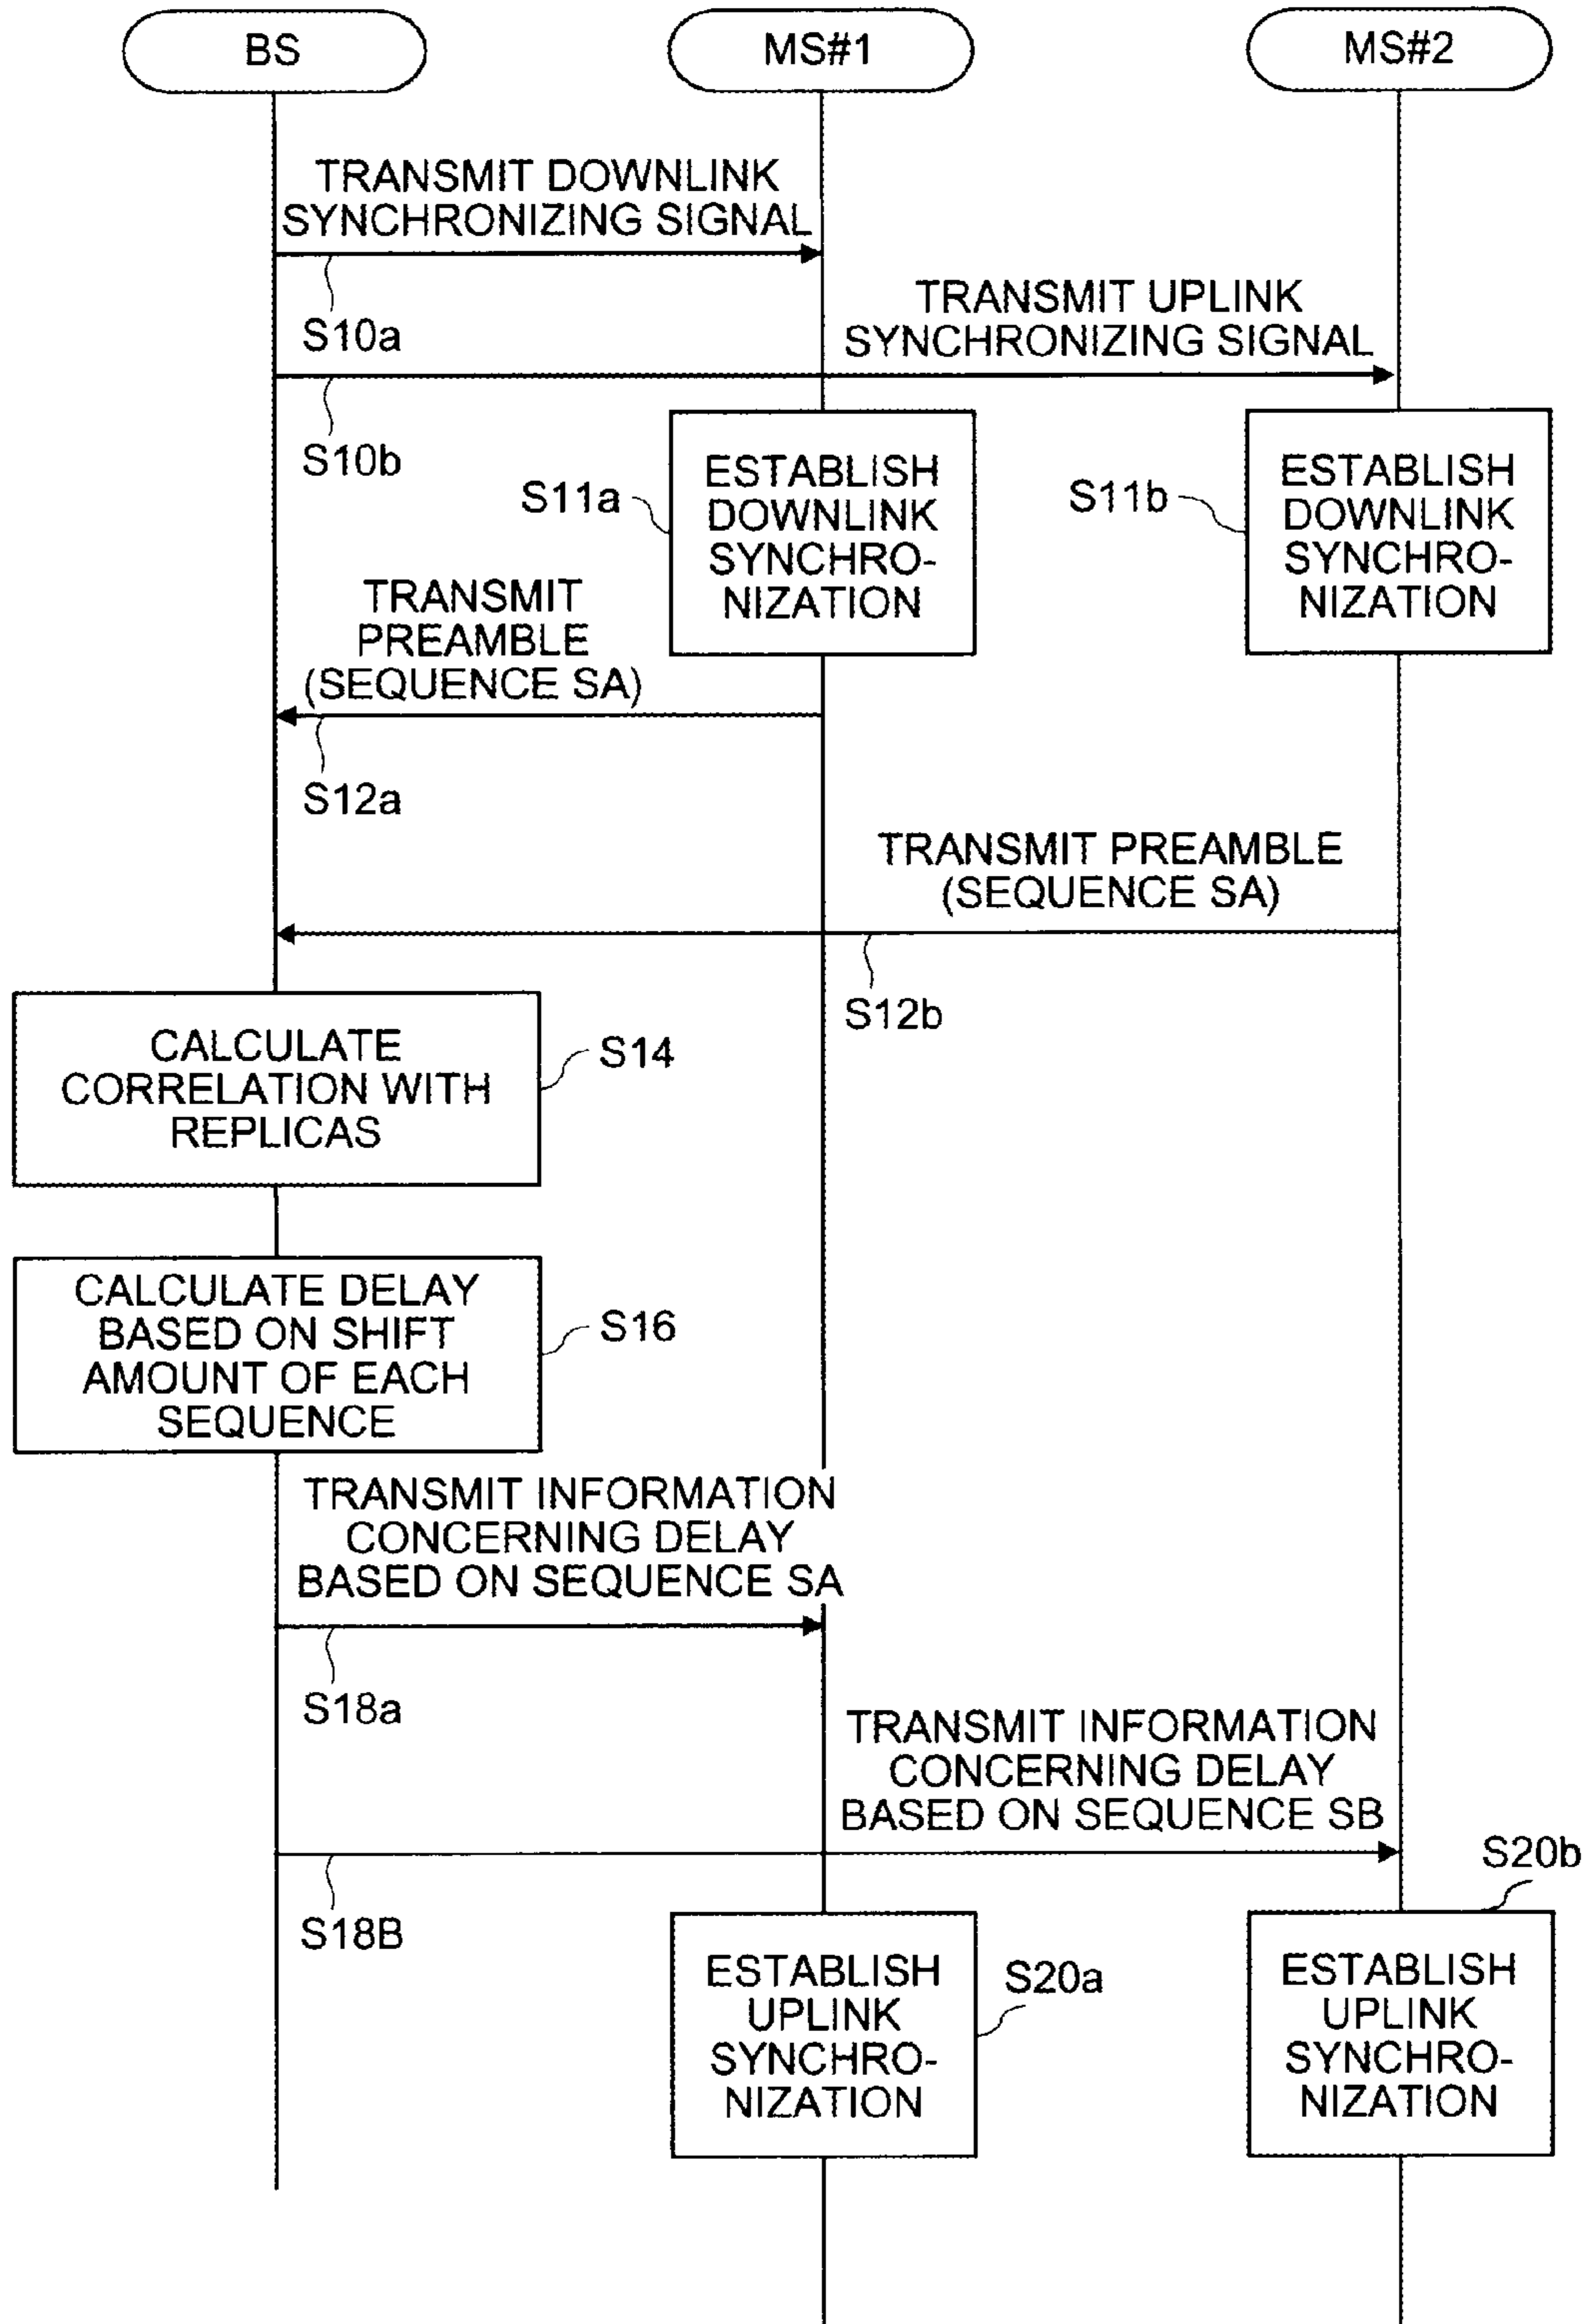 BS
MS#1
MS#2
TRANSMIT DOWNLINK
SYNCHRONIZING SIGNAL
S10a
TRANSMIT UPLINK
SYNCHRONIZING SIGNAL
S10b
S11a
ESTABLISH
DOWNLINK
SYNCHRO-
NIZATION
S11b
ESTABLISH
DOWNLINK
SYNCHRO-
NIZATION
TRANSMIT
PREAMBLE
(SEQUENCE SA)
S12a
TRANSMIT PREAMBLE
(SEQUENCE SA)
S12b
CALCULATE
CORRELATION WITH
REPLICAS
S14
CALCULATE DELAY
BASED ON SHIFT
AMOUNT OF EACH
SEQUENCE
S16
TRANSMIT INFORMATION
CONCERNING DELAY
BASED ON SEQUENCE SA
S18a
TRANSMIT INFORMATION
CONCERNING DELAY
BASED ON SEQUENCE SB
S18B
S20b
ESTABLISH
UPLINK
SYNCHRO-
NIZATION
S20a
ESTABLISH
UPLINK
SYNCHRO-
NIZATION